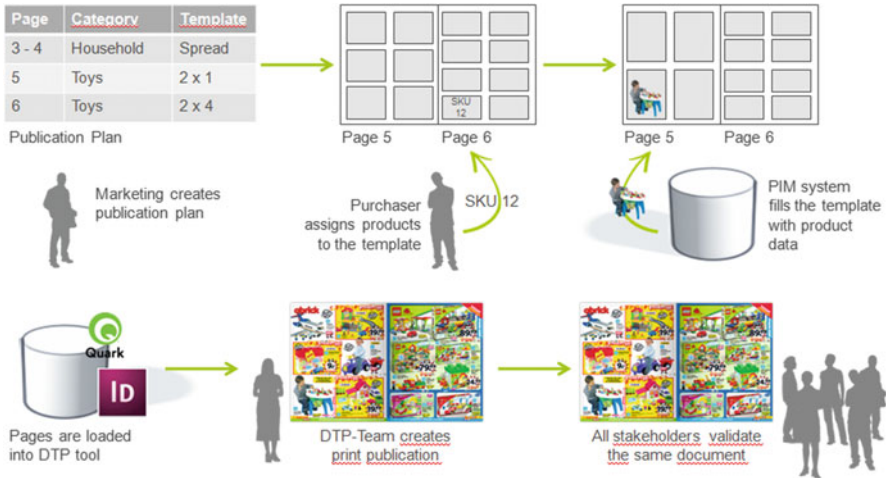 Page Category Template
3 - 4 Household Spread
5 Toys 2 x 1
6 Toys 2 x 4
Publication Plan
SKU
12
Page 5 Page 6
Page 5 Page 6
Marketing creates
publication plan
Purchaser
assigns products
to the template
SKU 12
PIM system
fills the template
with product
data
Quark
ID
Pages are loaded
into DTP tool
DTP-Team creates
print publication
All stakeholders validate
the same document